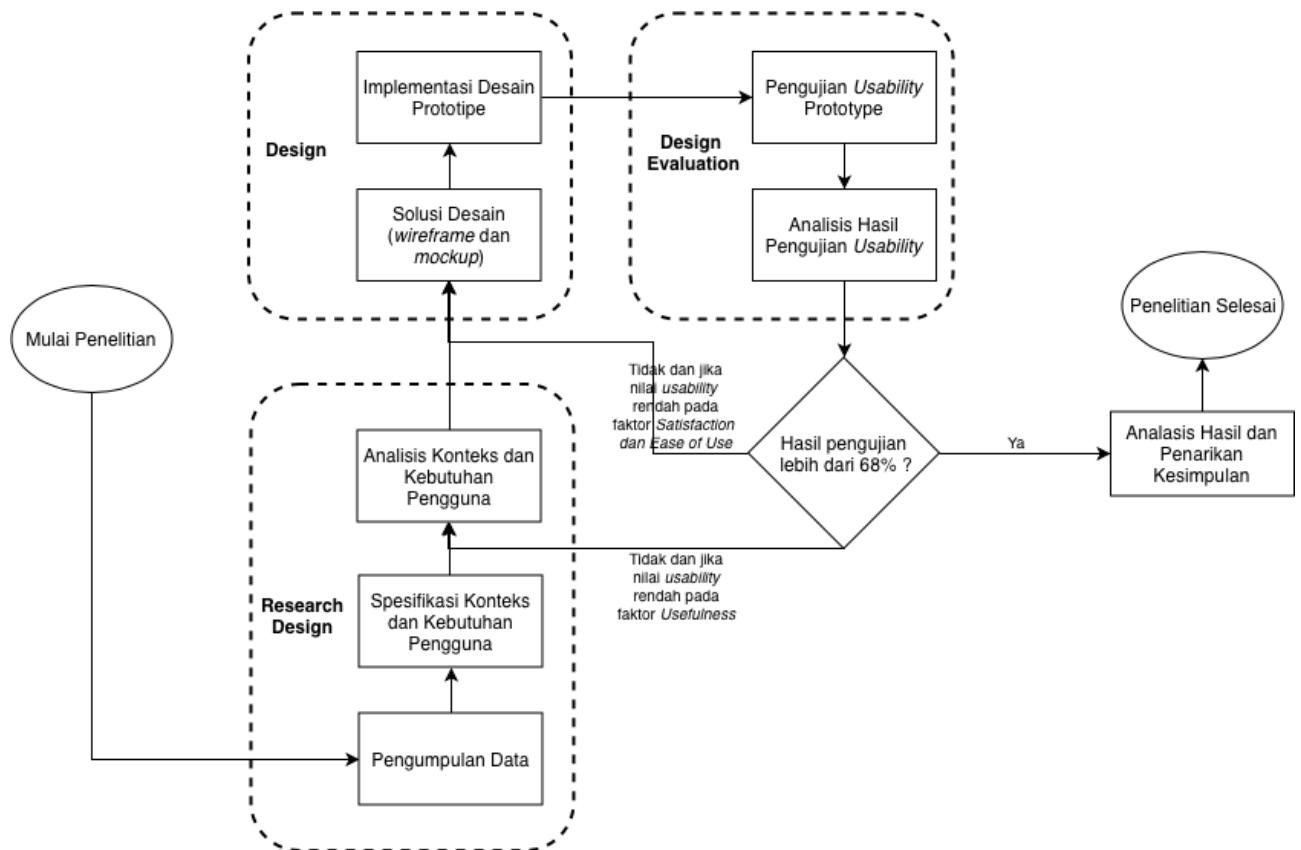 Implementasi Desain
Prototipe
Design
Solusi Desain
(wireframe dan
mockup)
Pengujian Usability
Prototype
Design
Evaluation
Analisis Hasil
Pengujian Usability
Mulai Penelitian
Penelitian Selesai
Tidak dan jika
nilai usability
rendah pada
faktor Satisfaction
dan Ease of Use
Hasil pengujian
lebih dari 68% ?
Ya
Analasis Hasil dan
Penarikan
Kesimpulan
Analisis Konteks dan
Kebutuhan
Pengguna
Tidak dan jika
nilai usability
rendah pada
faktor Usefulness
Research
Design
Spesifikasi Konteks
dan Kebutuhan
Pengguna
Pengumpulan Data